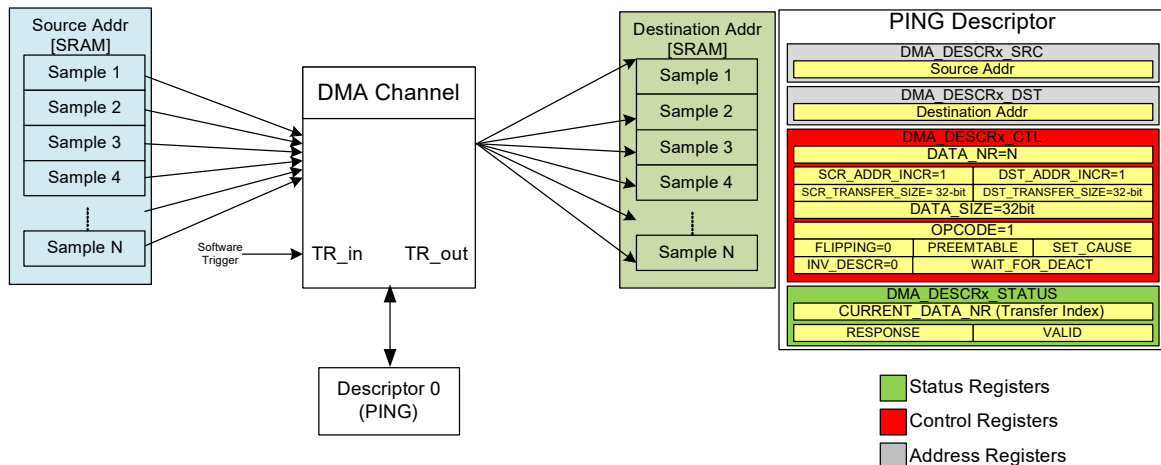 Source Addr
[SRAM]
Sample 1
Sample 2
Sample 3
Sample 4
Sample N
DMA Channel
Software
Trigger
TR_in
TR_out
Descriptor 0
(PING)
Destination Addr
[SRAM]
Sample 1
Sample 2
Sample 3
Sample 4
Sample N
PING Descriptor
DMA_DESCRx_SRC
Source Addr
DMA_DESCRx_DST
Destination Addr
DMA_DESCRx_CTL
DATA_NR=N
SCR_ADDR_INCR=1
DST_ADDR_INCR=1
SCR_TRANSFER_SIZE= 32-bit
DST_TRANSFER_SIZE=32-bit
DATA_SIZE=32bit
OPCODE=1
FLIPPING=0
PREEMTABLE
SET_CAUSE
INV_DESCR=0
WAIT_FOR_DEACT
DMA_DESCRx_STATUS
CURRENT_DATA_NR (Transfer Index)
RESPONSE
VALID
Status Registers
Control Registers
Address Registers